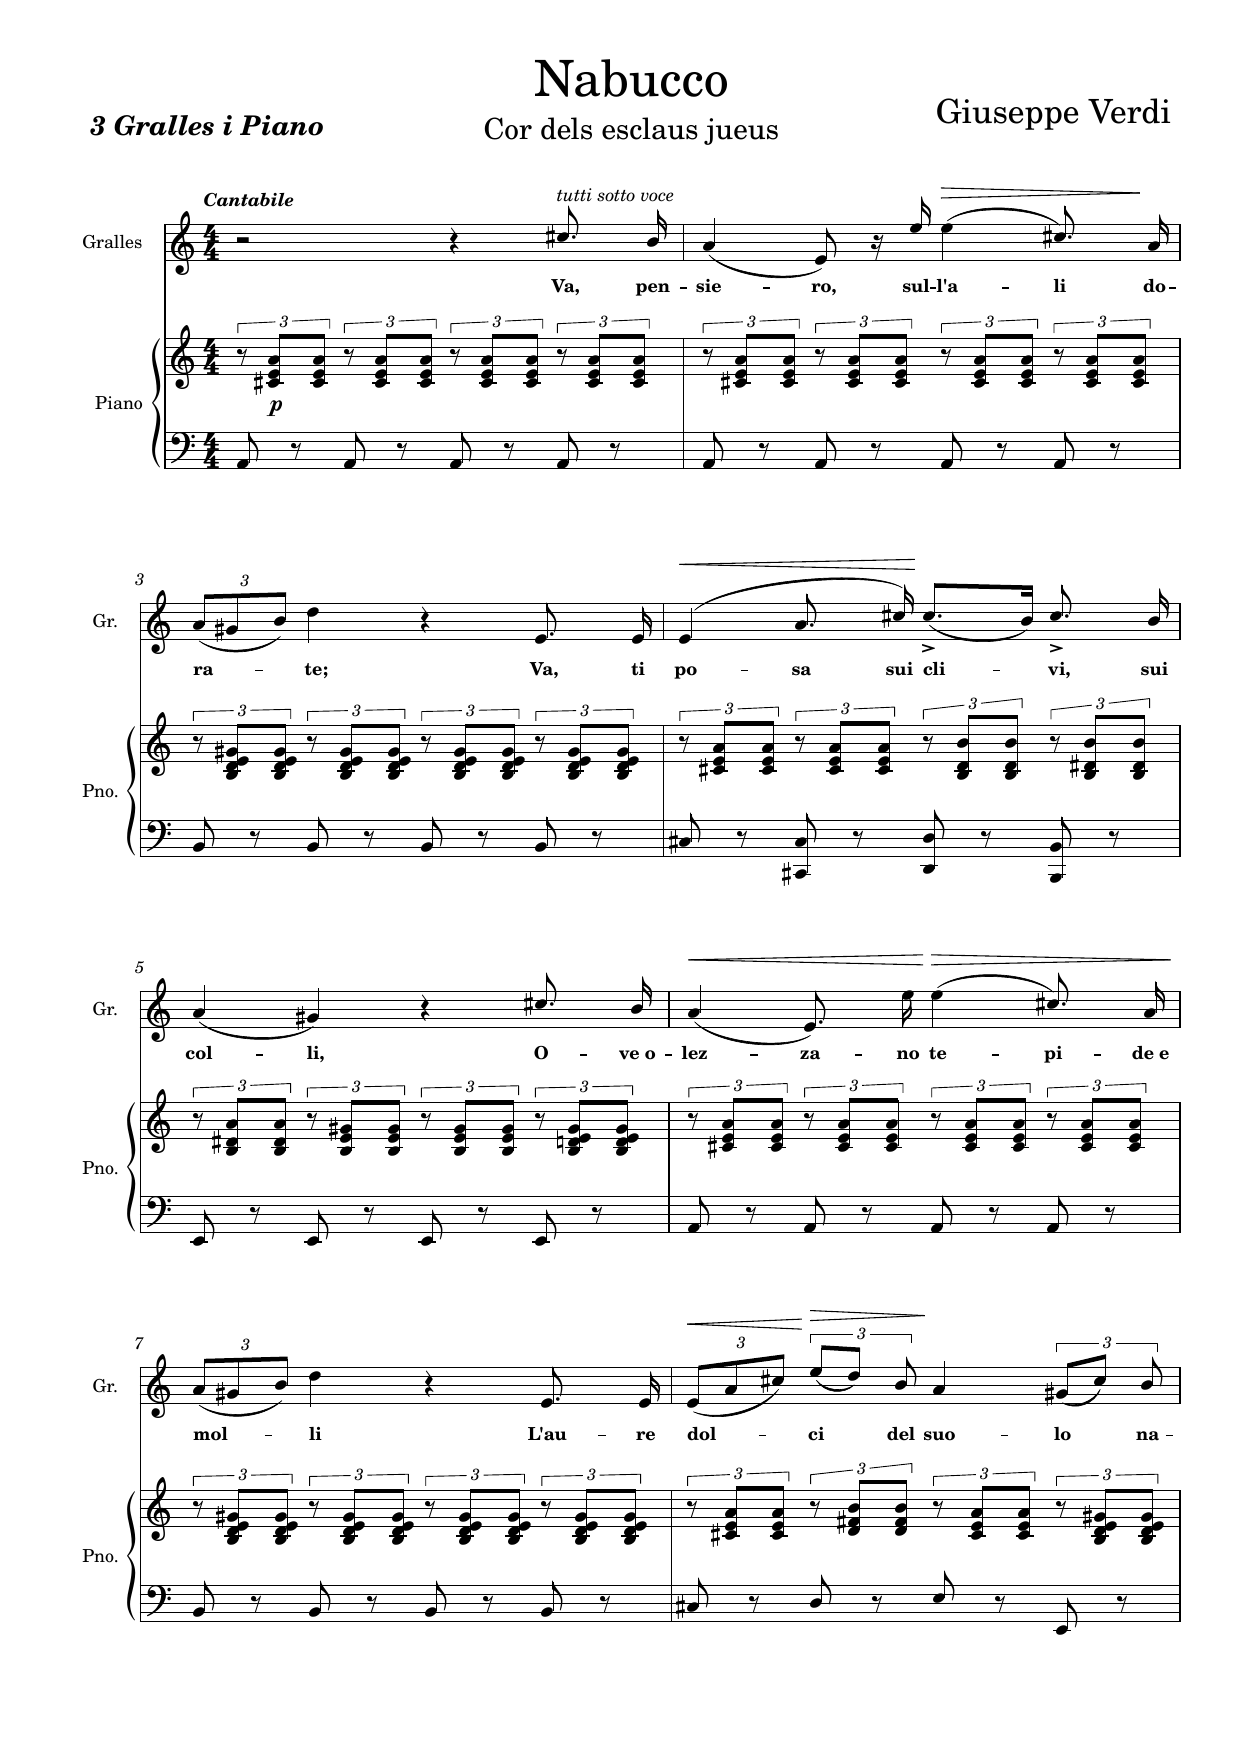 Nabucco
3 Gralles i Piano
Cor dels esclaus jueus
Giuseppe Verdi
Cantabile
tutti sotto voce
Gralles
Va, pen – sie – ro, sul – l'a – li do –
3 3 3 3 3 3 3 3
Piano
p
3
3
Gr.
ra – te; Va, ti po – sa sui cli – vi, sui
3 3 3 3 3 3 3 3
Pno.
5
Gr.
col – li, O – ve_o – lez – za – no te – pi – de_e
3 3 3 3 3 3 3 3
Pno.
7
3 3 3 3
Gr.
mol – li L'au – re dol – ci del suo – lo na –
3 3 3 3 3 3 3 3
Pno.